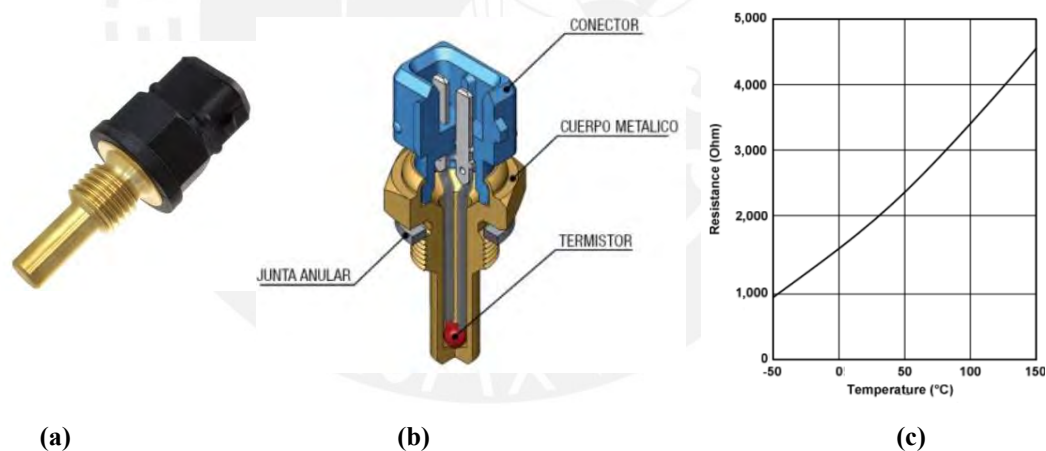 CONECTOR
CUERPO METALICO
TERMISTOR
JUNTA ANULAR
5,000
4,000
3,000
2,000
1,000
0
Resistance (Ohm)
-50
0
50
100
150
Temperature (°C)
(a)
(b)
(c)